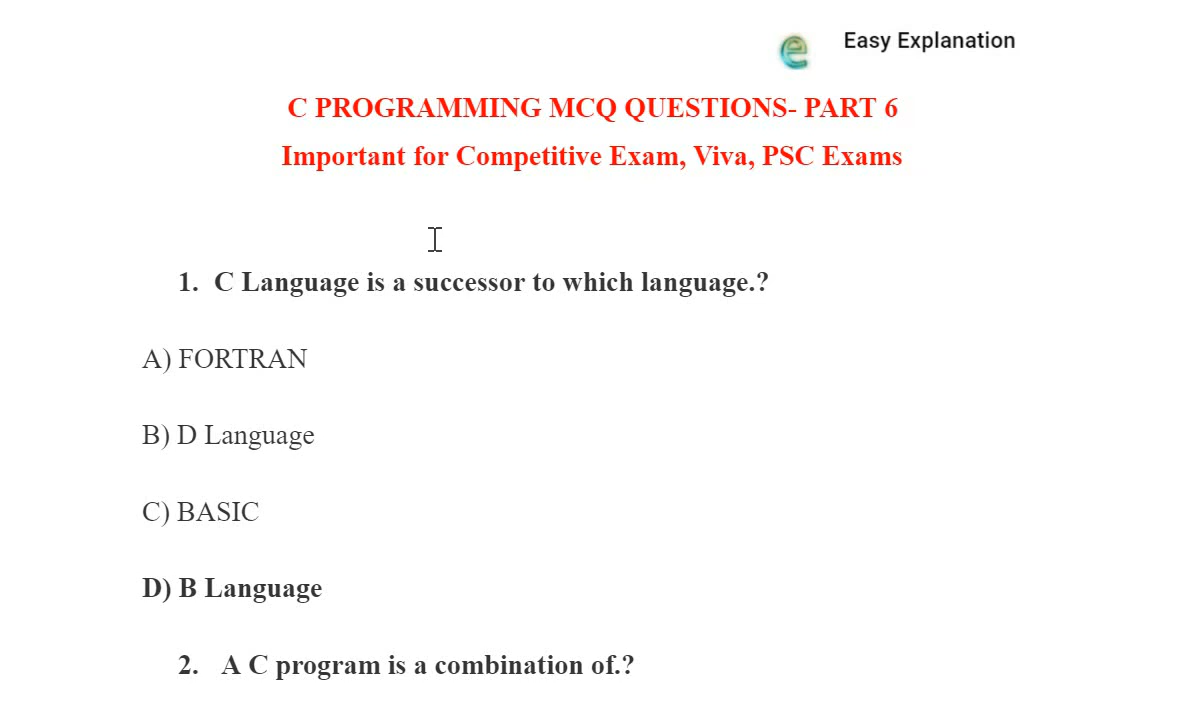 Easy Explanation
C PROGRAMMING MCQ QUESTIONS- PART 6
Important for Competitive Exam, Viva, PSC Exams
1. C Language is a successor to which language.?
A) FORTRAN
B) D Language
C) BASIC
D) B Language
2. A C program is a combination of.?